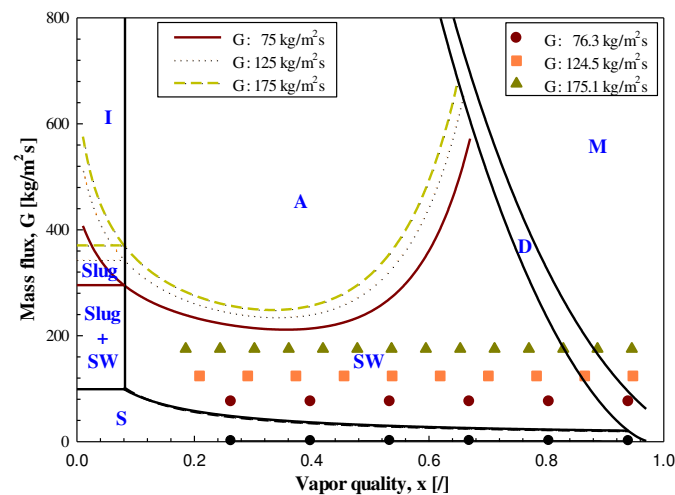 800
600
400
200
0
Mass flux, G [kg/m²s]
0.0
0.2
0.4
0.6
0.8
1.0
Vapor quality, x [/]
G: 75 kg/m²s
G: 125 kg/m²s
G: 175 kg/m²s
G: 76.3 kg/m²s
G: 124.5 kg/m²s
G: 175.1 kg/m²s
I
M
A
D
Slug
Slug
+
SW
SW
S